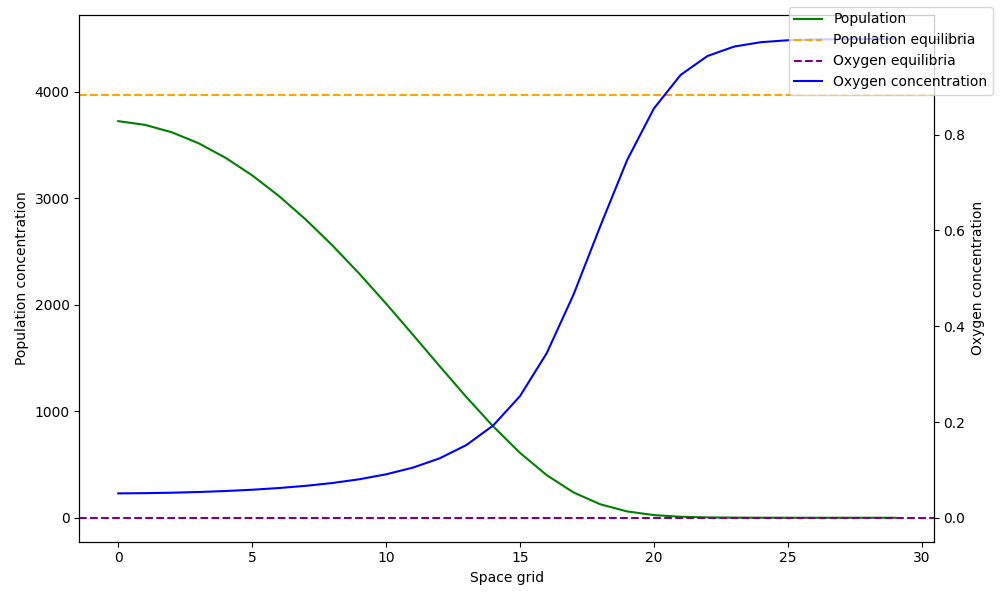 Population
Population equilibria
Oxygen equilibria
Oxygen concentration
4000
3000
2000
1000
0
Population concentration
0.8
0.6
0.4
0.2
0.0
Oxygen concentration
0
5
10
15
20
25
30
Space grid